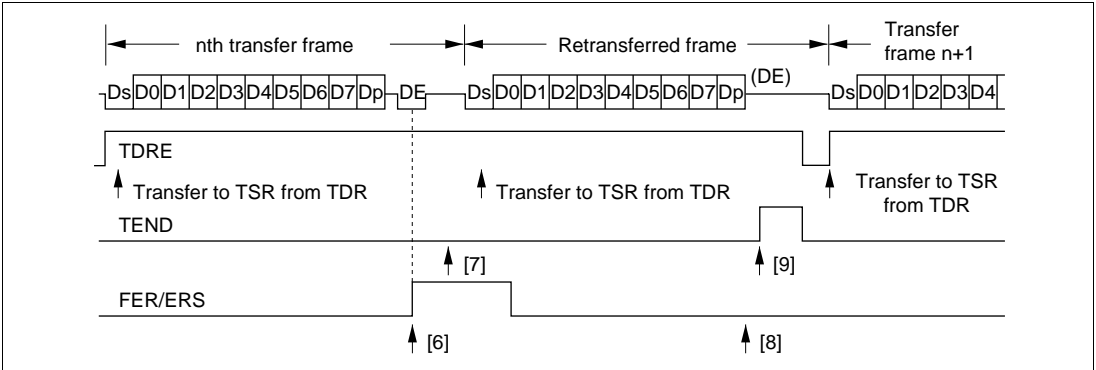 nth transfer frame Retransferred frame Transfer
frame n+1
(DE)
Ds D0 D1 D2 D3 D4 D5 D6 D7 Dp DE Ds D0 D1 D2 D3 D4 D5 D6 D7 Dp Ds D0 D1 D2 D3 D4
TDRE
Transfer to TSR from TDR Transfer to TSR from TDR Transfer to TSR
from TDR
TEND
[7] [9]
FER/ERS
[6] [8]